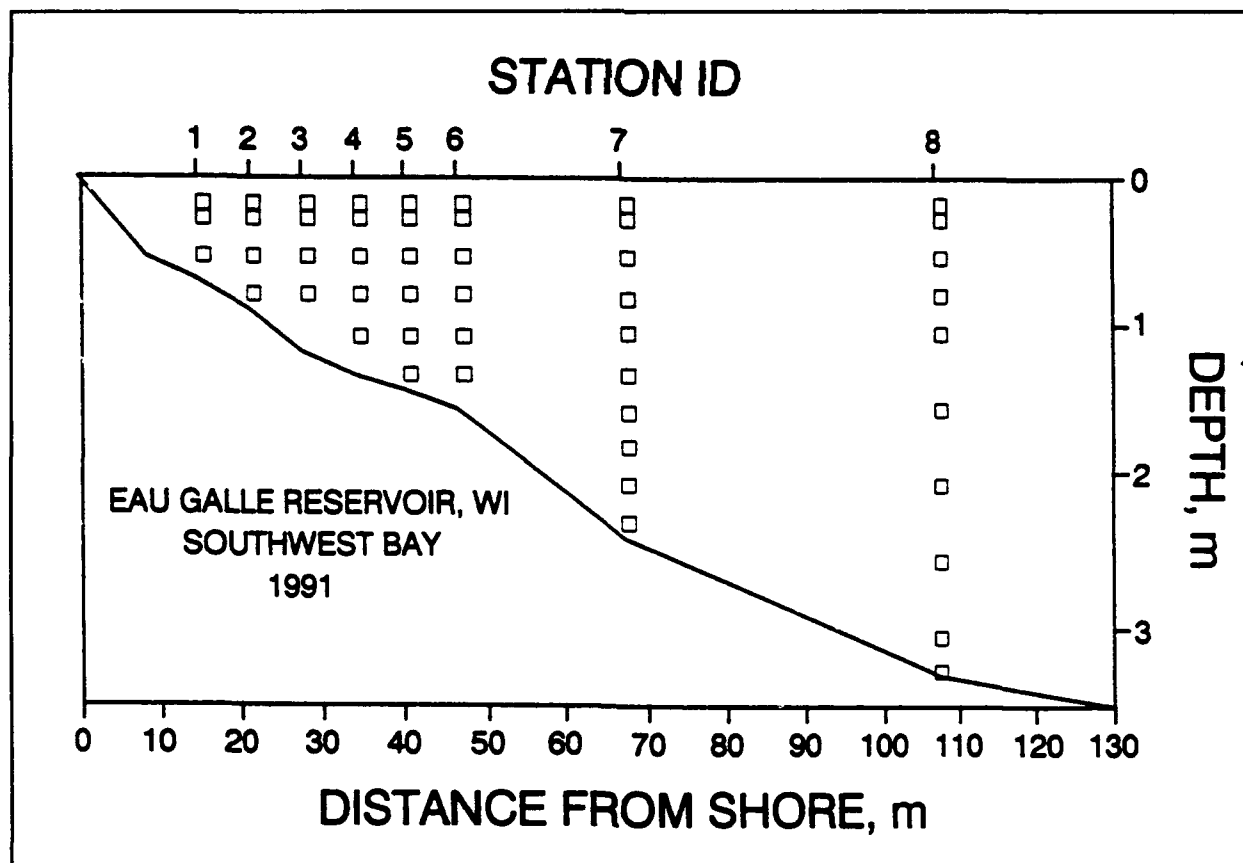 STATION ID
1 2 3 4 5 6 7 8
0
1
2
3
DEPTH, m
EAU GALLE RESERVOIR, WI
SOUTHWEST BAY
1991
0 10 20 30 40 50 60 70 80 90 100 110 120 130
DISTANCE FROM SHORE, m